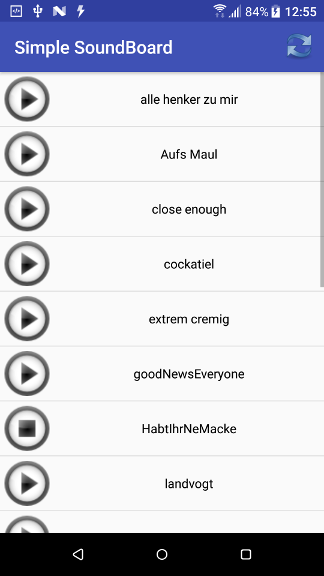 84% 12:55
Simple SoundBoard
alle henker zu mir
Aufs Maul
close enough
cockatiel
extrem cremig
goodNewsEveryone
HabtIhrNeMacke
landvogt